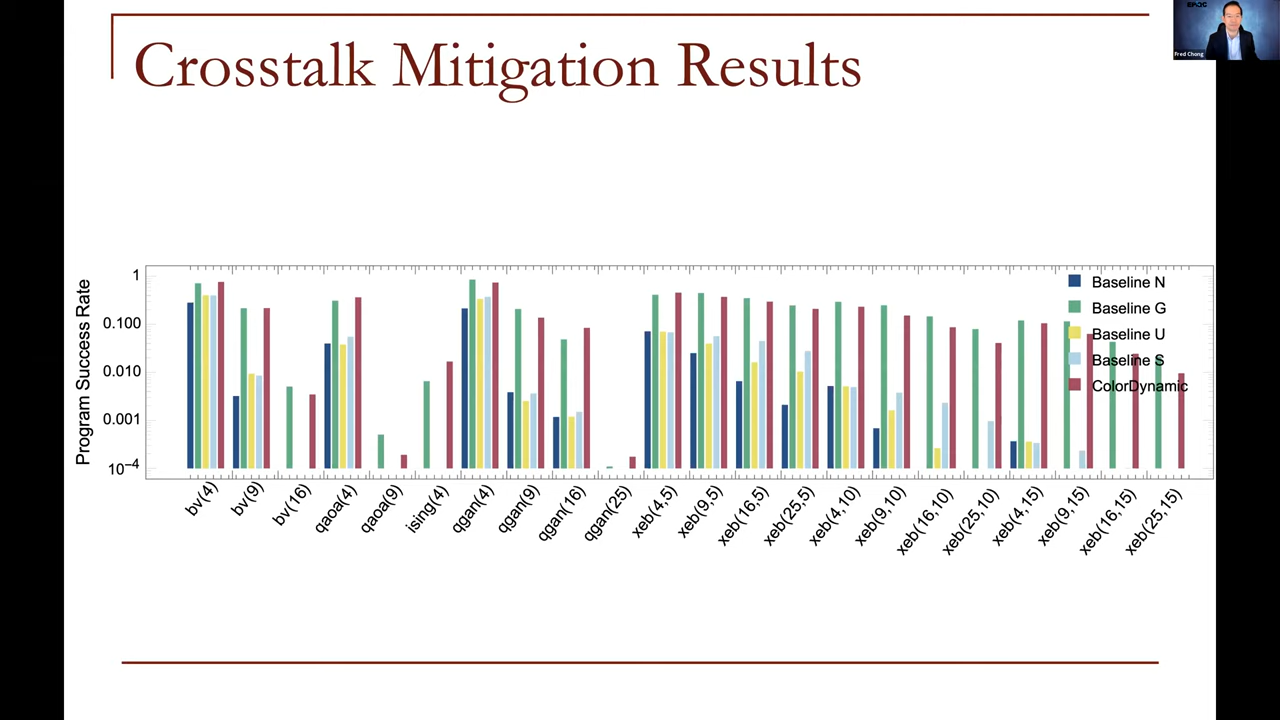 EPiQC
Fred Chong
Crosstalk Mitigation Results
Program Success Rate
1
0.100
0.010
0.001
10⁻⁴
Baseline N
Baseline G
Baseline U
Baseline S
ColorDynamic
bv(4)
bv(9)
bv(16)
qaoa(4)
qaoa(9)
ising(4)
qgan(4)
qgan(9)
qgan(16)
qgan(25)
xeb(4,5)
xeb(9,5)
xeb(16,5)
xeb(25,5)
xeb(4,10)
xeb(9,10)
xeb(16,10)
xeb(25,10)
xeb(4,15)
xeb(9,15)
xeb(16,15)
xeb(25,15)